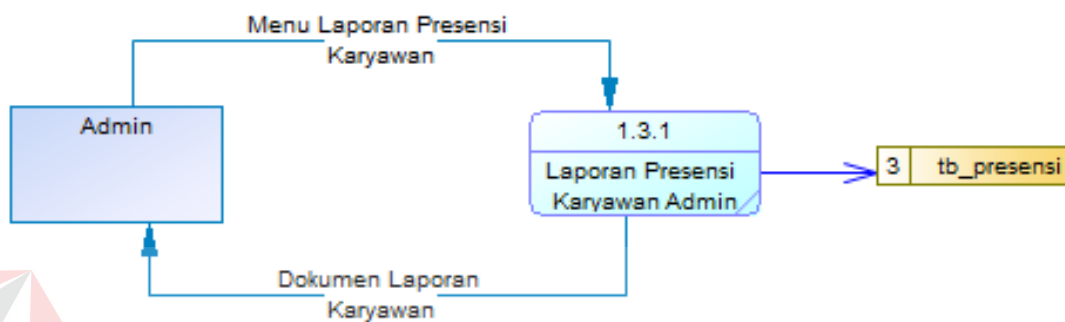 Menu Laporan Presensi
Karyawan
Admin
1.3.1
Laporan Presensi
Karyawan Admin
3 tb_presensi
Dokumen Laporan
Karyawan